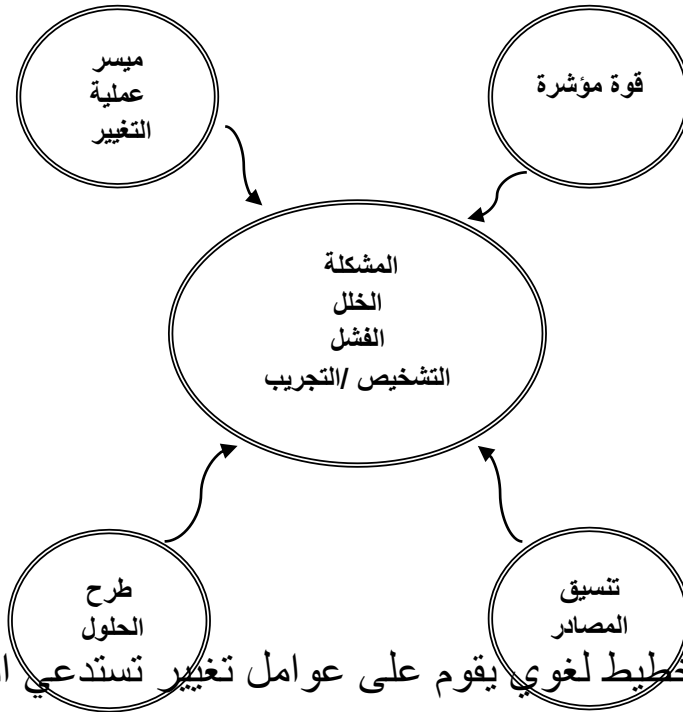 ميسر
عملية
التغيير
قوة مؤشرة
المشكلة
الخلل
الفشل
التشخيص /التجريب
طرح
الحلول
تنسيق
المصادر
لغوي يقوم على عوامل تغيير تستدعي